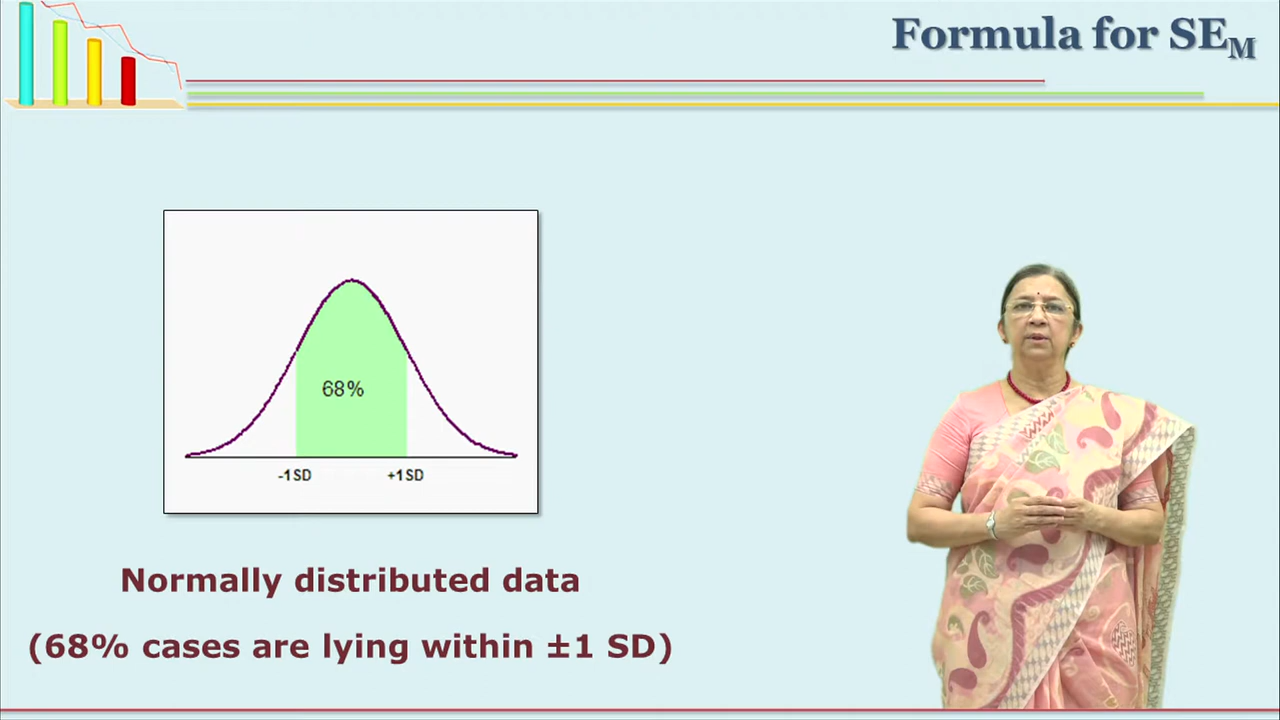 Formula for SEM
68%
-1SD +1SD
Normally distributed data
(68% cases are lying within ±1 SD)